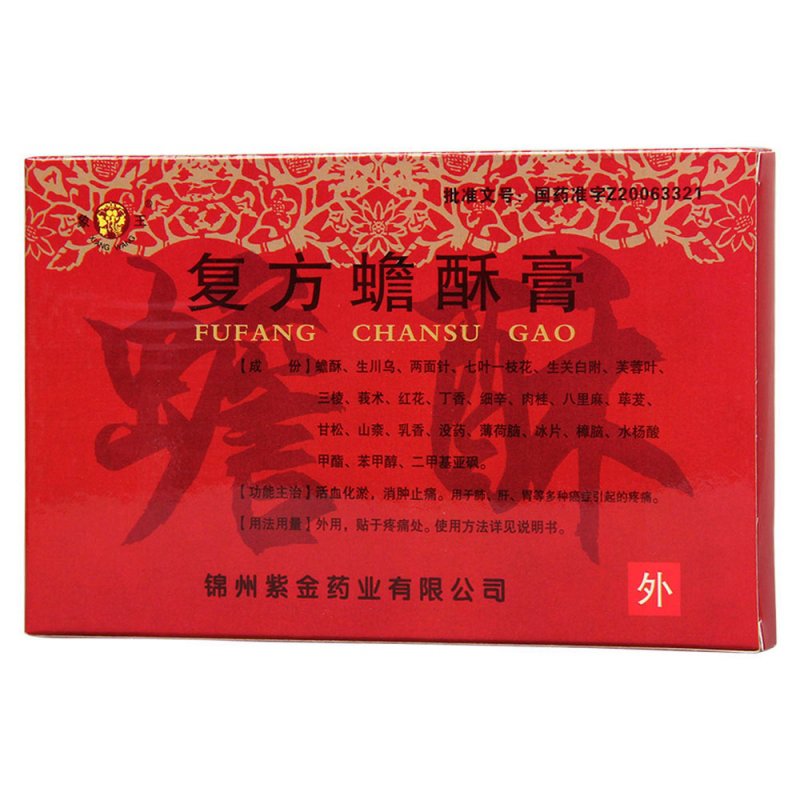 批准文号：国药准字Z20063321
王
XIANG WANG
复方蟾酥膏
FUFANG CHANSU GAO
蟾酥
【成份】蟾酥、生川乌、两面针、七叶一枝花、生关白附、芙蓉叶、
三棱、莪术、红花、丁香、细辛、肉桂、八里麻、荜茇、
甘松、山柰、乳香、没药、薄荷脑、冰片、樟脑、水杨酸
甲酯、苯甲醇、二甲基亚砜。
【功能主治】活血化淤，消肿止痛。用于肺、肝、胃等多种癌症引起的疼痛。
【用法用量】外用，贴于疼痛处。使用方法详见说明书。
锦州紫金药业有限公司
外